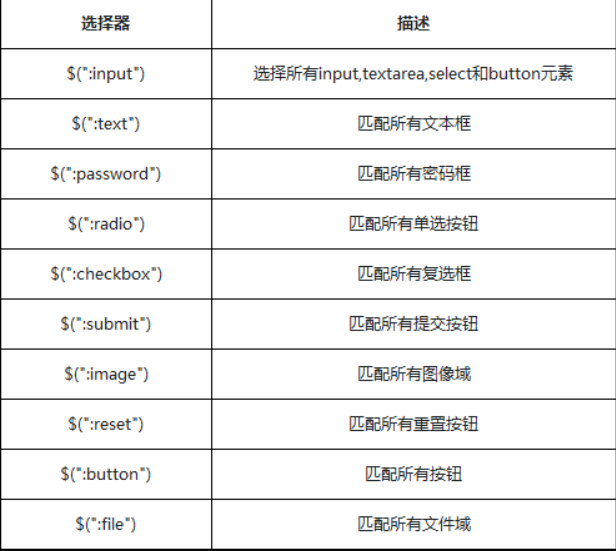 选择器 描述
$(":input") 选择所有input,textarea,select和button元素
$(":text") 匹配所有文本框
$(":password") 匹配所有密码框
$(":radio") 匹配所有单选按钮
$(":checkbox") 匹配所有复选框
$(":submit") 匹配所有提交按钮
$(":image") 匹配所有图像域
$(":reset") 匹配所有重置按钮
$(":button") 匹配所有按钮
$(":file") 匹配所有文件域